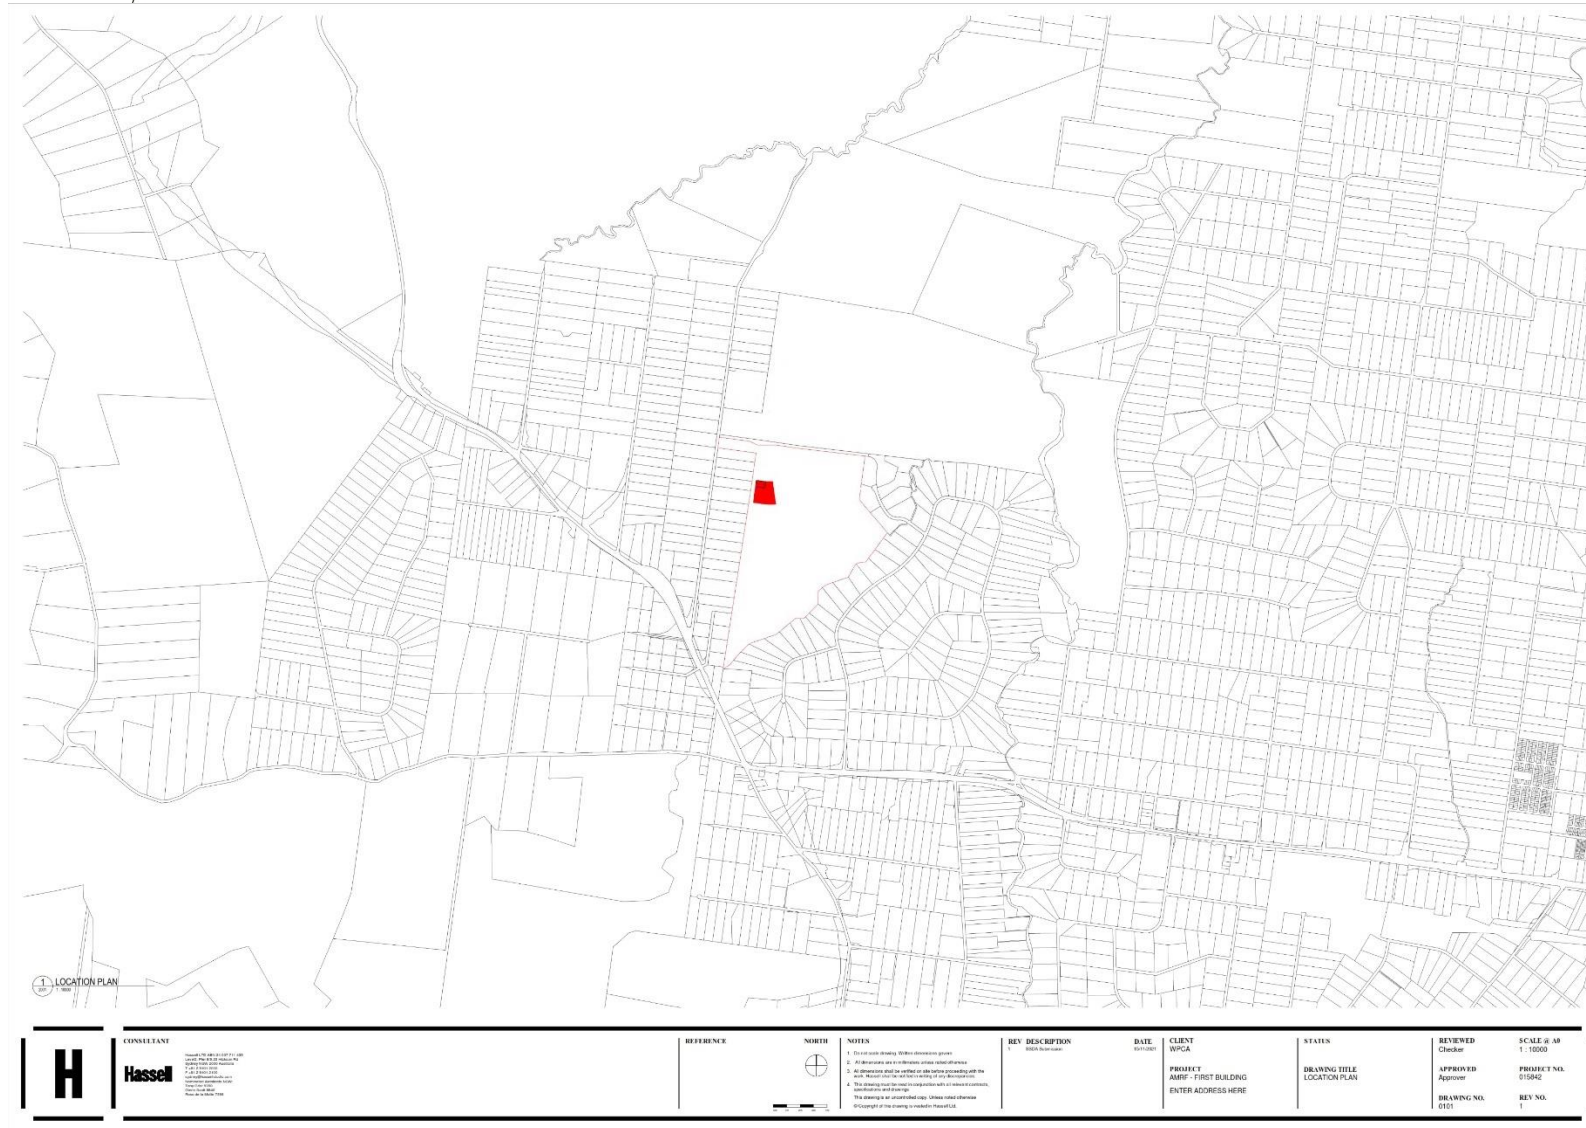 1
LOCATION PLAN
1 : 10000
H
CONSULTANT
Hassell
REFERENCE
NORTH
NOTES
1. Do not scale drawing. Written dimensions govern
2. All dimensions are in millimetres unless noted otherwise
3. All dimensions shall be verified on site before proceeding with the
work. Hassell shall be notified in writing of any discrepancies
4. This drawing must be read in conjunction with all relevant contracts,
specifications and drawings
This drawing is an uncontrolled copy. Unless noted otherwise
© Copyright of this drawing is vested in Hassell Ltd.
REV DESCRIPTION DATE
1 SSDA Submission
CLIENT
WPCA
PROJECT
AMRF - FIRST BUILDING
ENTER ADDRESS HERE
STATUS
DRAWING TITLE
LOCATION PLAN
REVIEWED
Checker
SCALE @ A0
1 : 10000
APPROVED
Approver
PROJECT NO.
015842
DRAWING NO.
0101
REV NO.
1